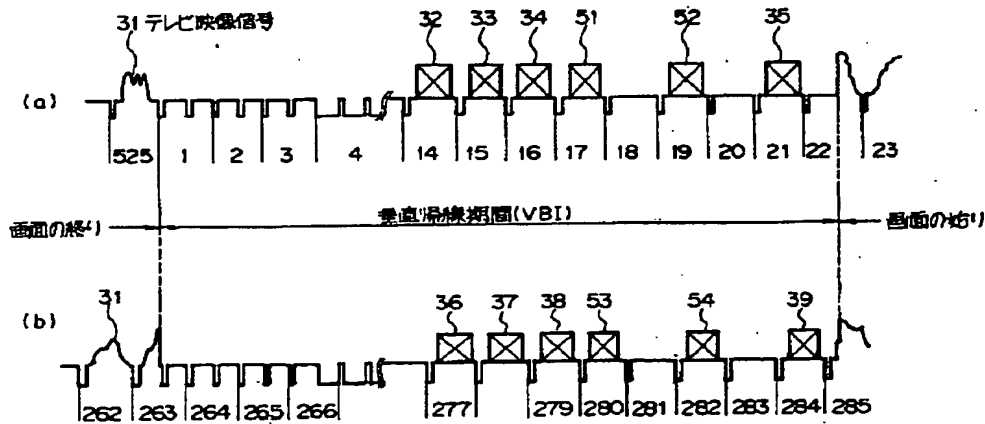 31 テレビ映像信号
32 33 34 51 52 35
(a)
525 1 2 3 4 14 15 16 17 18 19 20 21 22 23
画面の終り 垂直帰線期間(VBI) 画面の始り
31 36 37 38 53 54 39
(b)
262 263 264 265 266 277 279 280 281 282 283 284 285